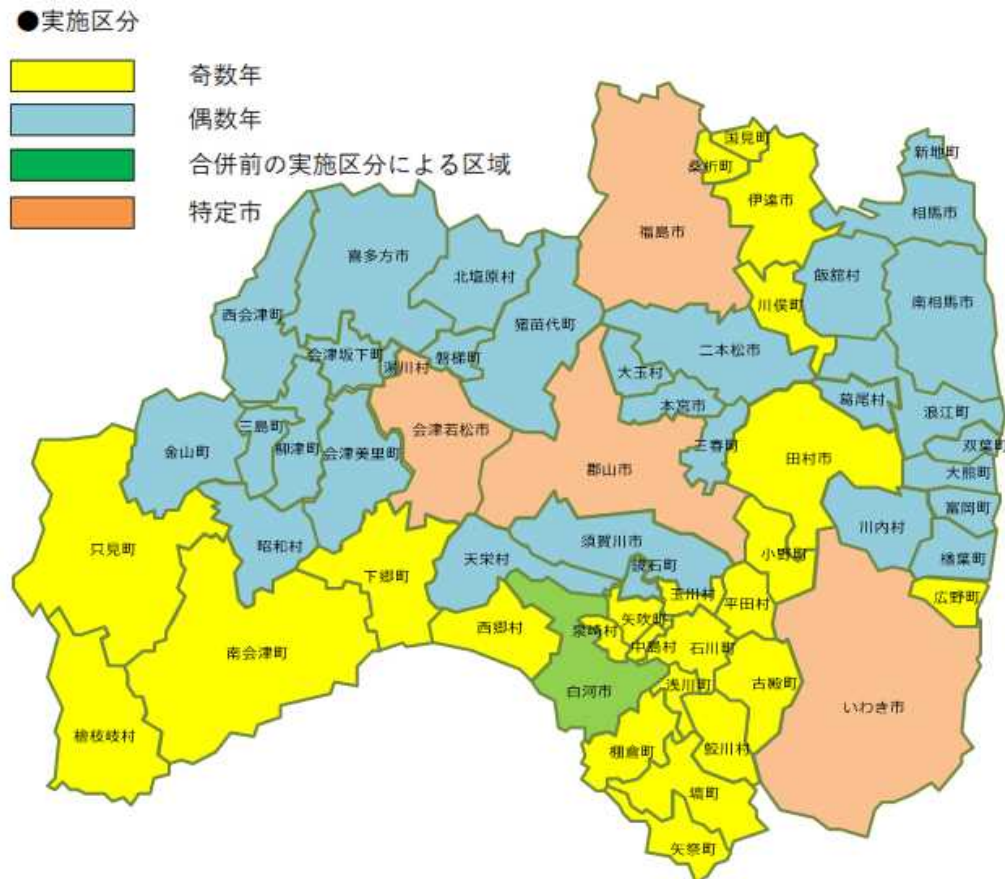 ●実施区分
奇数年
偶数年
合併前の実施区分による区域
特定市
国見町
桑折町
新地町
伊達市
相馬市
福島市
喜多方市
北塩原村
飯舘村
川俣町
南相馬市
西会津町
猪苗代町
二本松市
会津坂下町
湯川村
磐梯町
大玉村
本宮市
葛尾村
浪江町
三島町
柳津町
会津美里町
会津若松市
三春町
双葉町
金山町
郡山市
田村市
大熊町
富岡町
只見町
昭和村
天栄村
須賀川市
川内村
小野町
楢葉町
下郷町
鏡石町
玉川村
平田村
広野町
西郷村
泉崎村
矢吹町
中島村
石川町
南会津町
浅川町
古殿町
白河市
いわき市
檜枝岐村
棚倉町
鮫川村
塙町
矢祭町